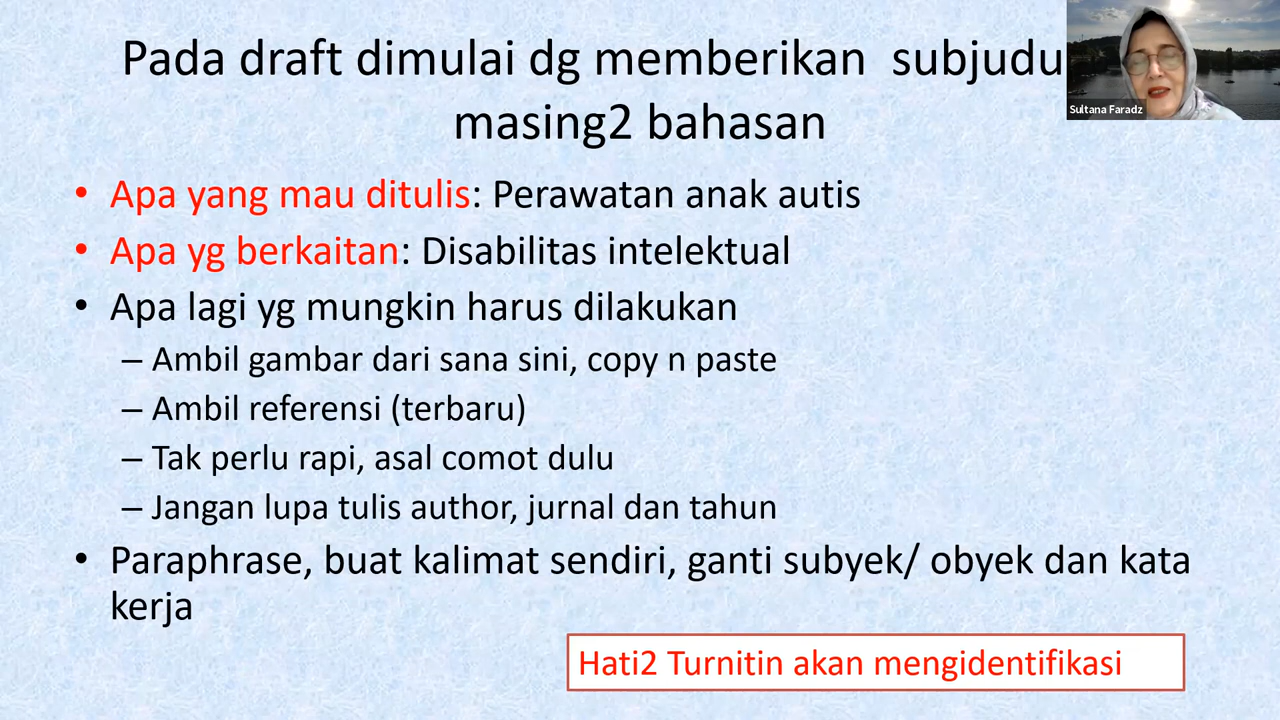 Pada draft dimulai dg memberikan subjudu
masing2 bahasan
Sultana Faradz
• Apa yang mau ditulis: Perawatan anak autis
• Apa yg berkaitan: Disabilitas intelektual
• Apa lagi yg mungkin harus dilakukan
– Ambil gambar dari sana sini, copy n paste
– Ambil referensi (terbaru)
– Tak perlu rapi, asal comot dulu
– Jangan lupa tulis author, jurnal dan tahun
• Paraphrase, buat kalimat sendiri, ganti subyek/ obyek dan kata
kerja
Hati2 Turnitin akan mengidentifikasi